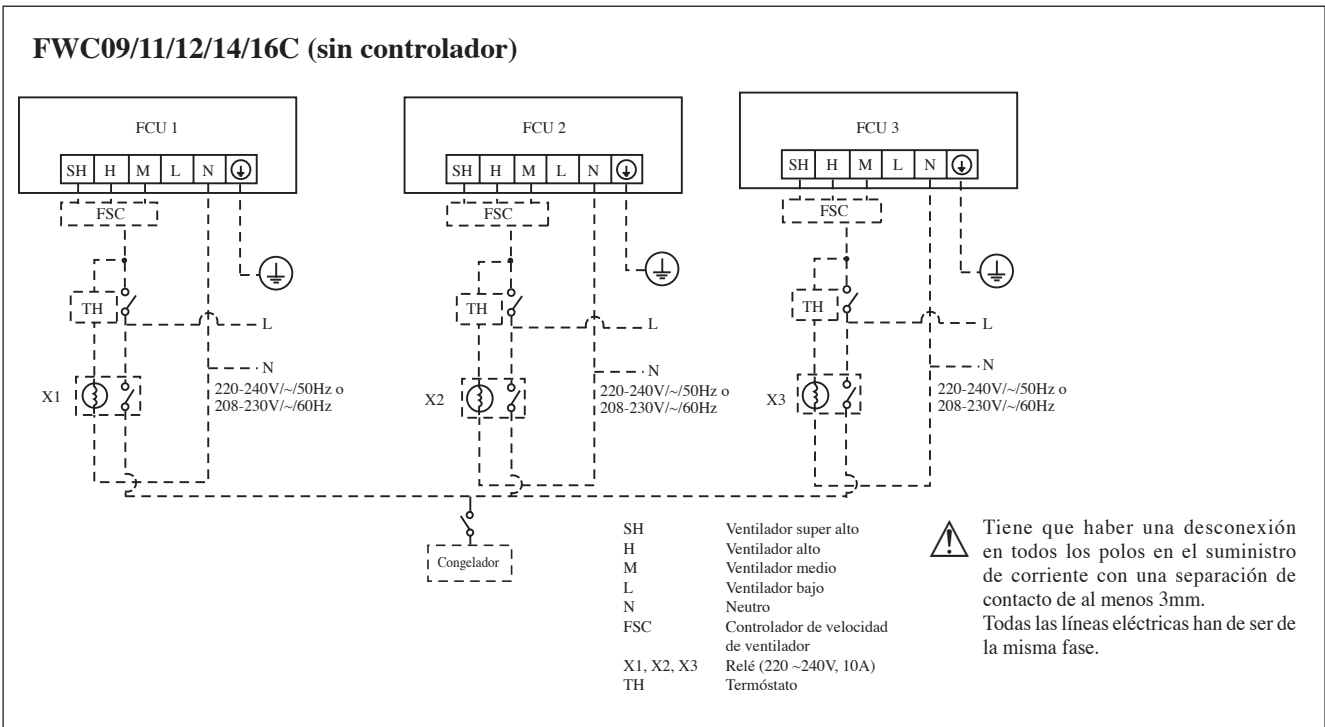 FWC09/11/12/14/16C (sin controlador)
FCU 1
SH H M L N
FSC
TH
L
N
X1
220-240V/~/50Hz o
208-230V/~/60Hz
FCU 2
SH H M L N
FSC
TH
L
N
X2
220-240V/~/50Hz o
208-230V/~/60Hz
FCU 3
SH H M L N
FSC
TH
L
N
X3
220-240V/~/50Hz o
208-230V/~/60Hz
Congelador
SH Ventilador super alto
H Ventilador alto
M Ventilador medio
L Ventilador bajo
N Neutro
FSC Controlador de velocidad
de ventilador
X1, X2, X3 Relé (220 ~240V, 10A)
TH Termóstato
Tiene que haber una desconexión
en todos los polos en el suministro
de corriente con una separación de
contacto de al menos 3mm.
Todas las líneas eléctricas han de ser de
la misma fase.